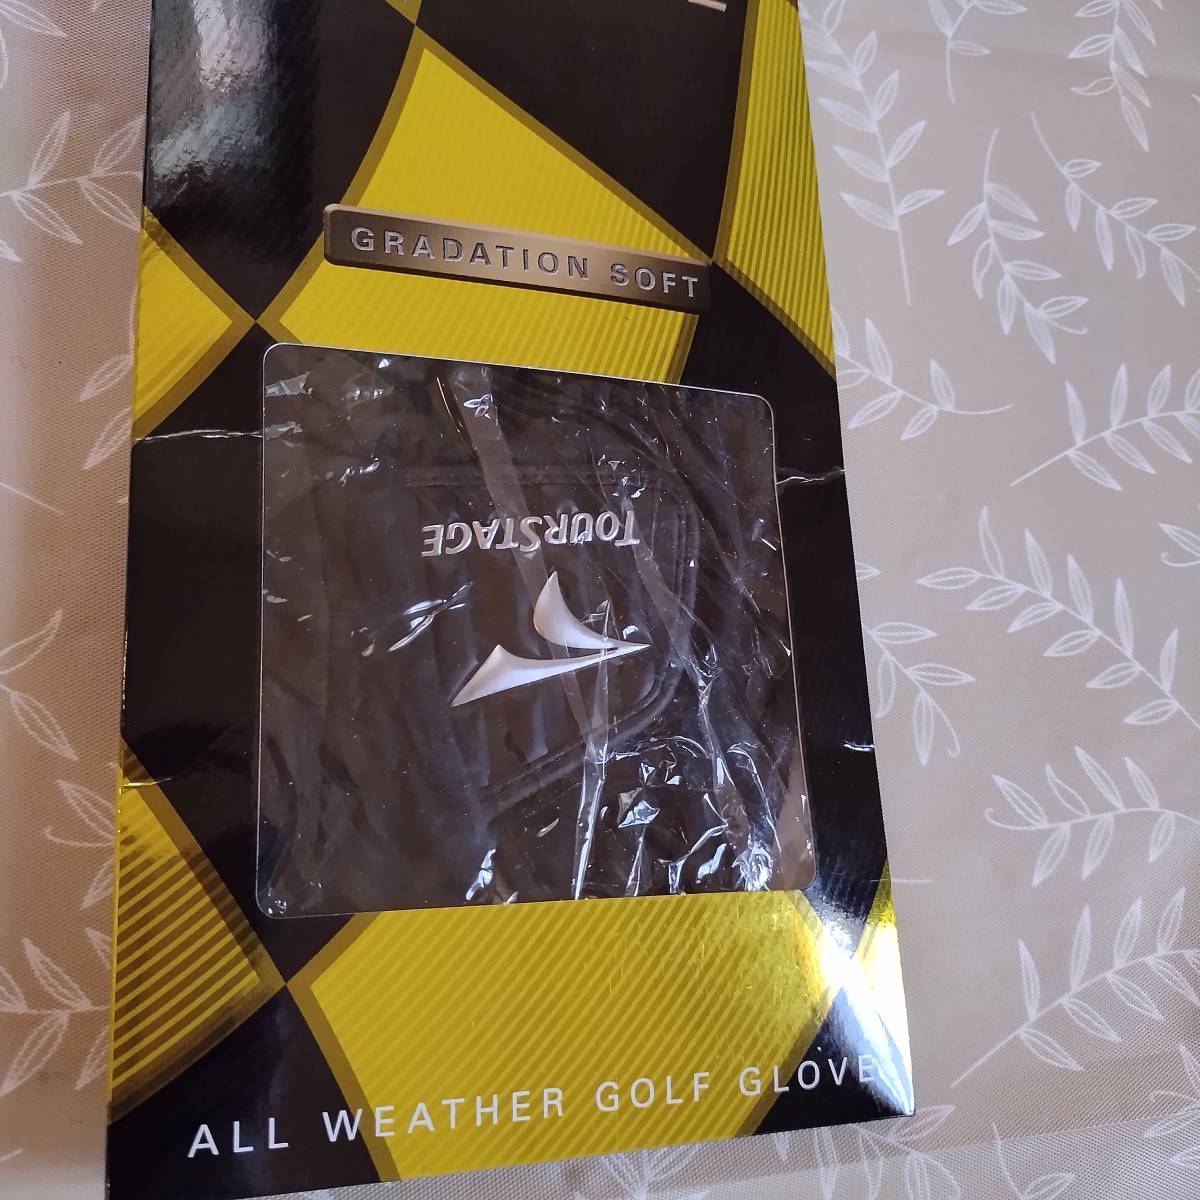 GRADATION SOFT
TOURSTAGE
ALL WEATHER GOLF GLOVE